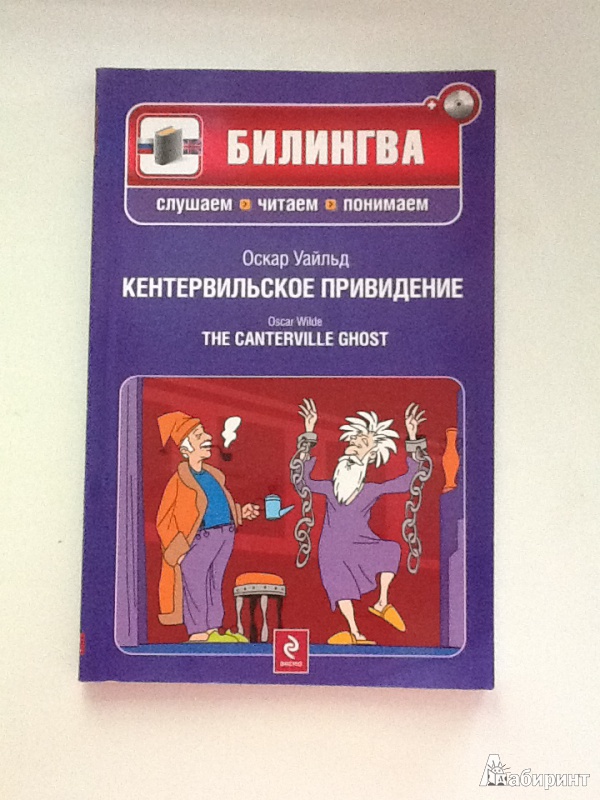 БИЛИНГВА
слушаем читаем понимаем
Оскар Уайльд
КЕНТЕРВИЛЬСКОЕ ПРИВИДЕНИЕ
Oscar Wilde
THE CANTERVILLE GHOST
эксмо
Лабиринт